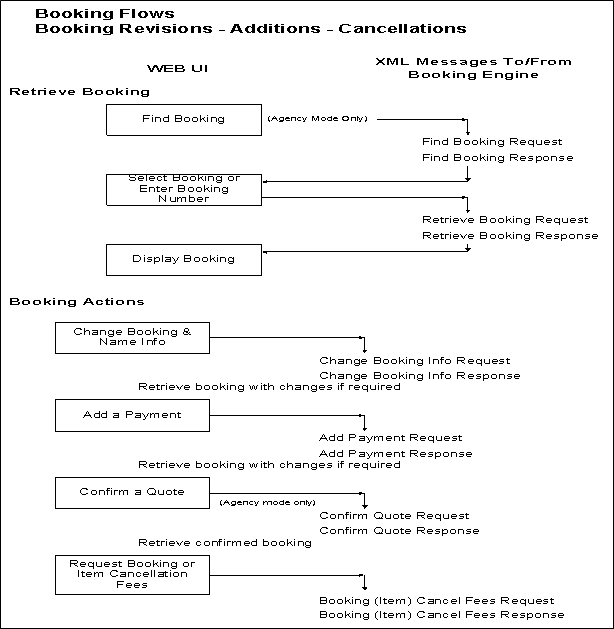 Booking Flows
Booking Revisions - Additions - Cancellations
WEB UI
XML Messages To/From
Booking Engine
Retrieve Booking
Find Booking
(Agency Mode Only)
Find Booking Request
Find Booking Response
Select Booking or
Enter Booking
Number
Retrieve Booking Request
Retrieve Booking Response
Display Booking
Booking Actions
Change Booking &
Name Info
Change Booking Info Request
Change Booking Info Response
Retrieve booking with changes if required
Add a Payment
Add Payment Request
Add Payment Response
Retrieve booking with changes if required
Confirm a Quote
(Agency mode only)
Confirm Quote Request
Confirm Quote Response
Retrieve confirmed booking
Request Booking or
Item Cancellation
Fees
Booking (Item) Cancel Fees Request
Booking (Item) Cancel Fees Response